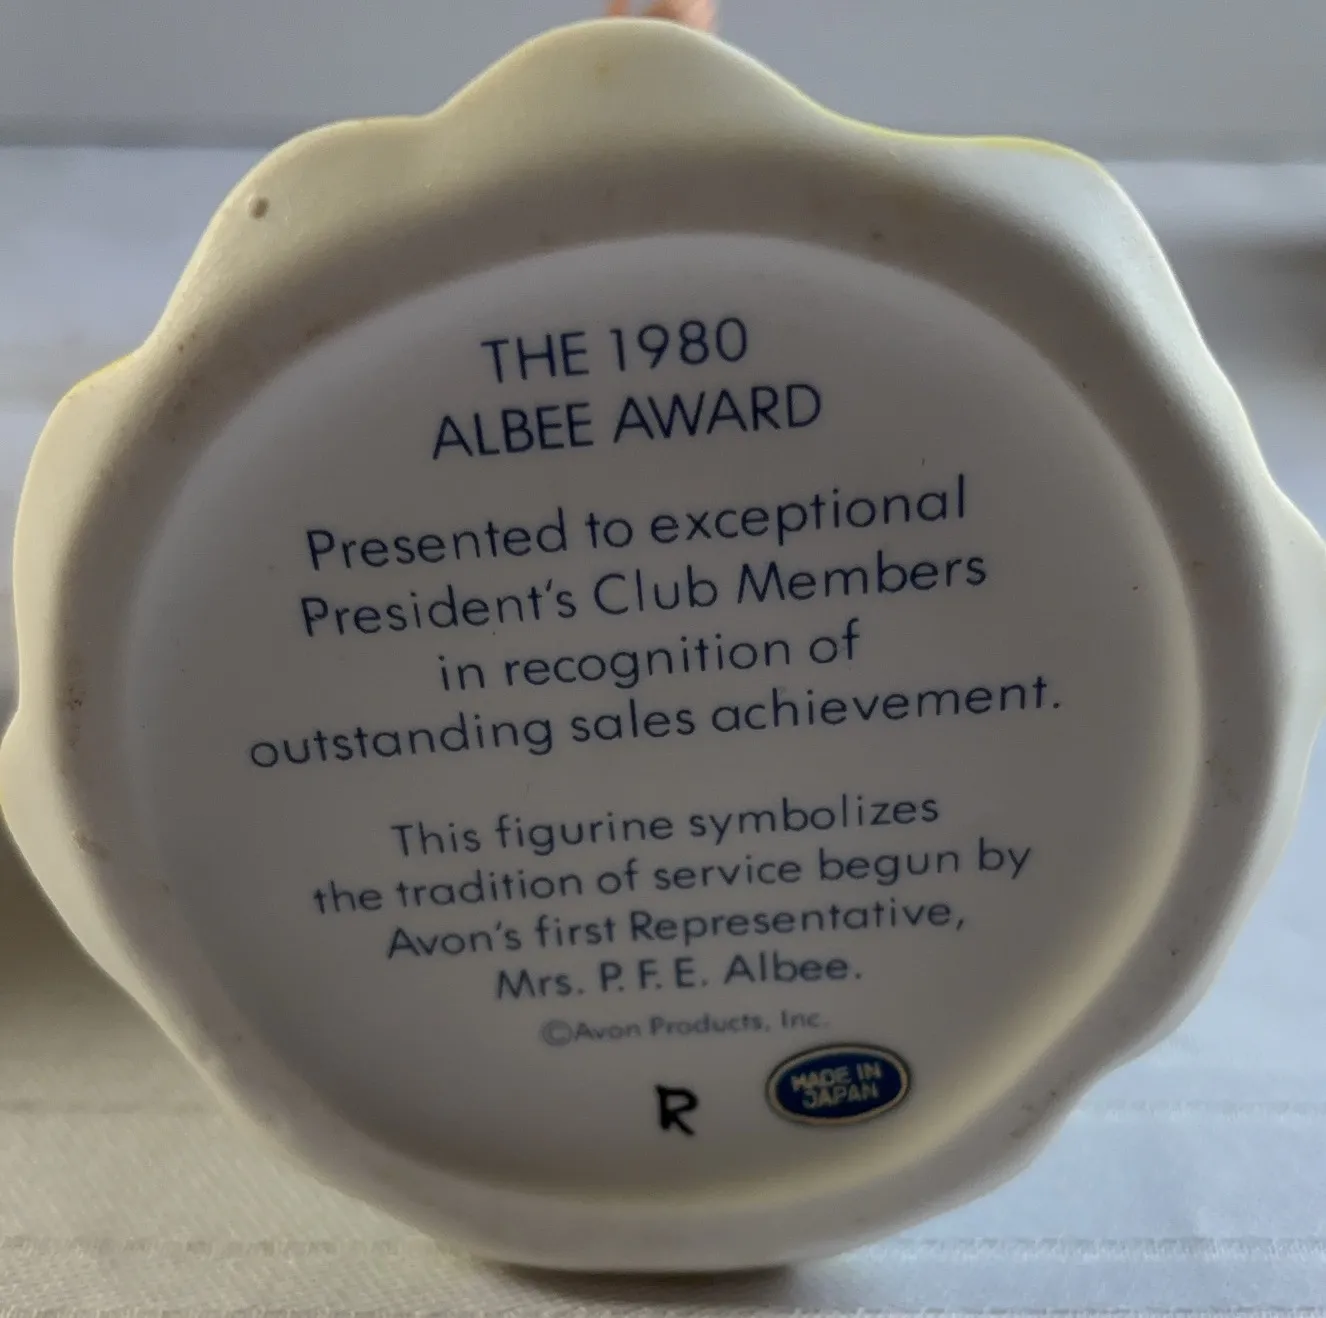 THE 1980
ALBEE AWARD
Presented to exceptional
President's Club Members
in recognition of
outstanding sales achievement.
This figurine symbolizes
the tradition of service begun by
Avon's first Representative,
Mrs. P. F. E. Albee.
©Avon Products, Inc.
R
MADE IN
JAPAN